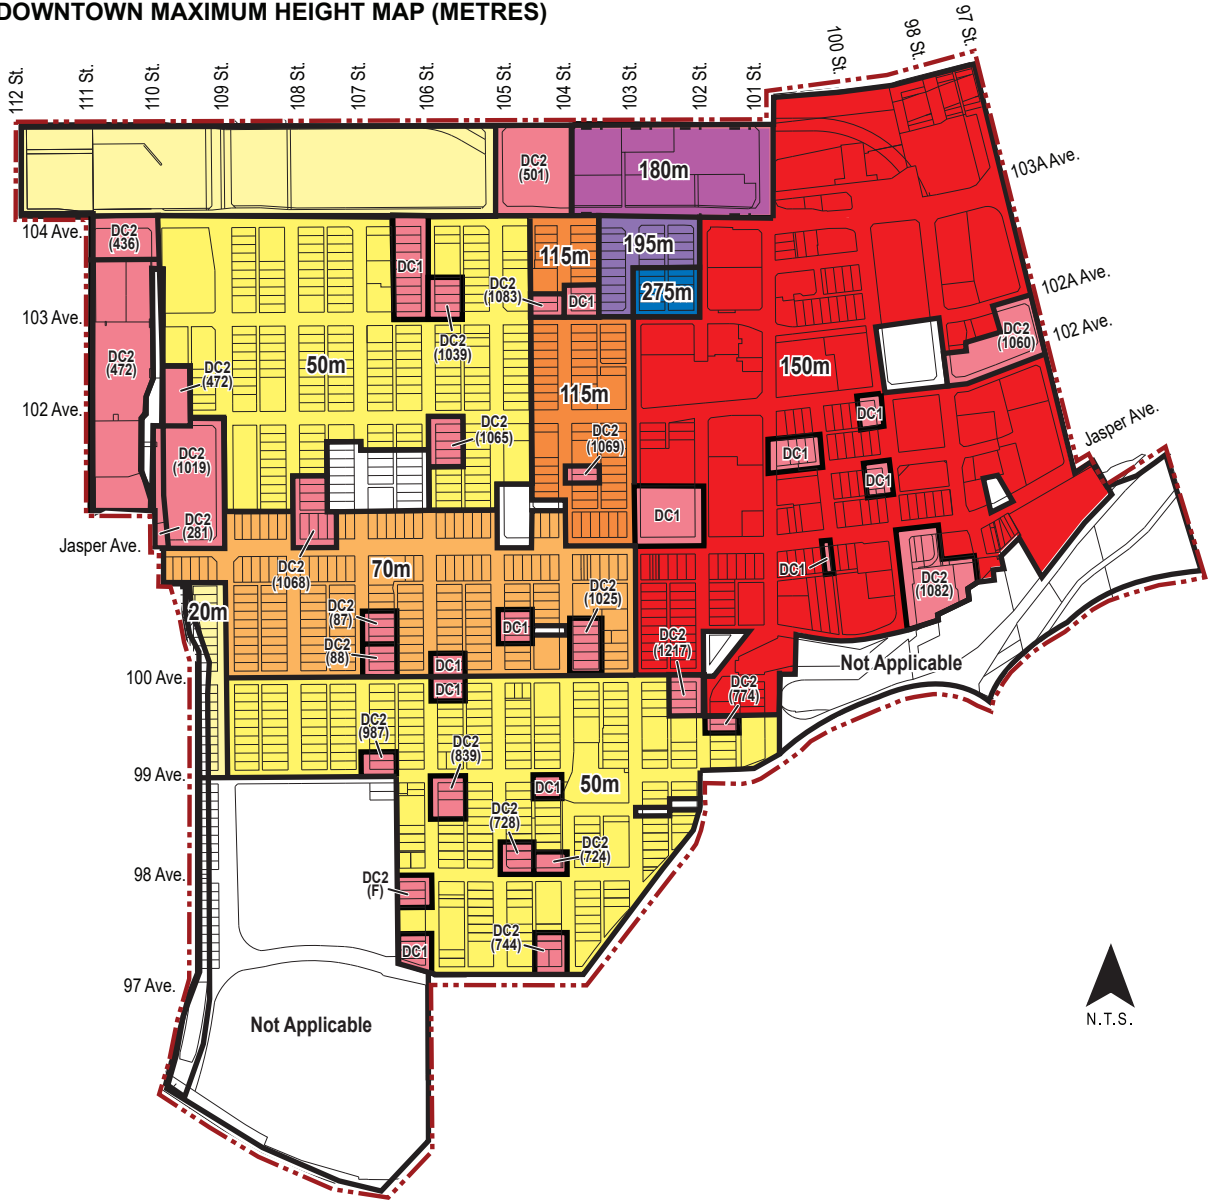 DOWNTOWN MAXIMUM HEIGHT MAP (METRES)
112 St.
111 St.
110 St.
109 St.
108 St.
107 St.
106 St.
105 St.
104 St.
103 St.
102 St.
101 St.
100 St.
98 St.
97 St.
103A Ave.
DC2
(501)
180m
104 Ave.
DC2
(436)
DC1
115m
195m
DC2
(1083)
DC1
275m
102A Ave.
103 Ave.
DC2
(1039)
102 Ave.
DC2
(1060)
DC2
(472)
DC2
(472)
50m
115m
150m
102 Ave.
DC2
(1065)
DC2
(1069)
DC1
DC1
DC1
Jasper Ave.
DC2
(1019)
DC2
(281)
DC1
Jasper Ave.
DC2
(1068)
70m
DC1
DC2
(1082)
20m
DC2
(87)
DC2
(88)
DC1
DC2
(1025)
DC1
DC2
(1217)
Not Applicable
100 Ave.
DC1
DC2
(774)
DC2
(987)
DC2
(839)
99 Ave.
DC1
50m
DC2
(728)
DC2
(724)
98 Ave.
DC2
(F)
DC1
DC2
(744)
97 Ave.
Not Applicable
N.T.S.